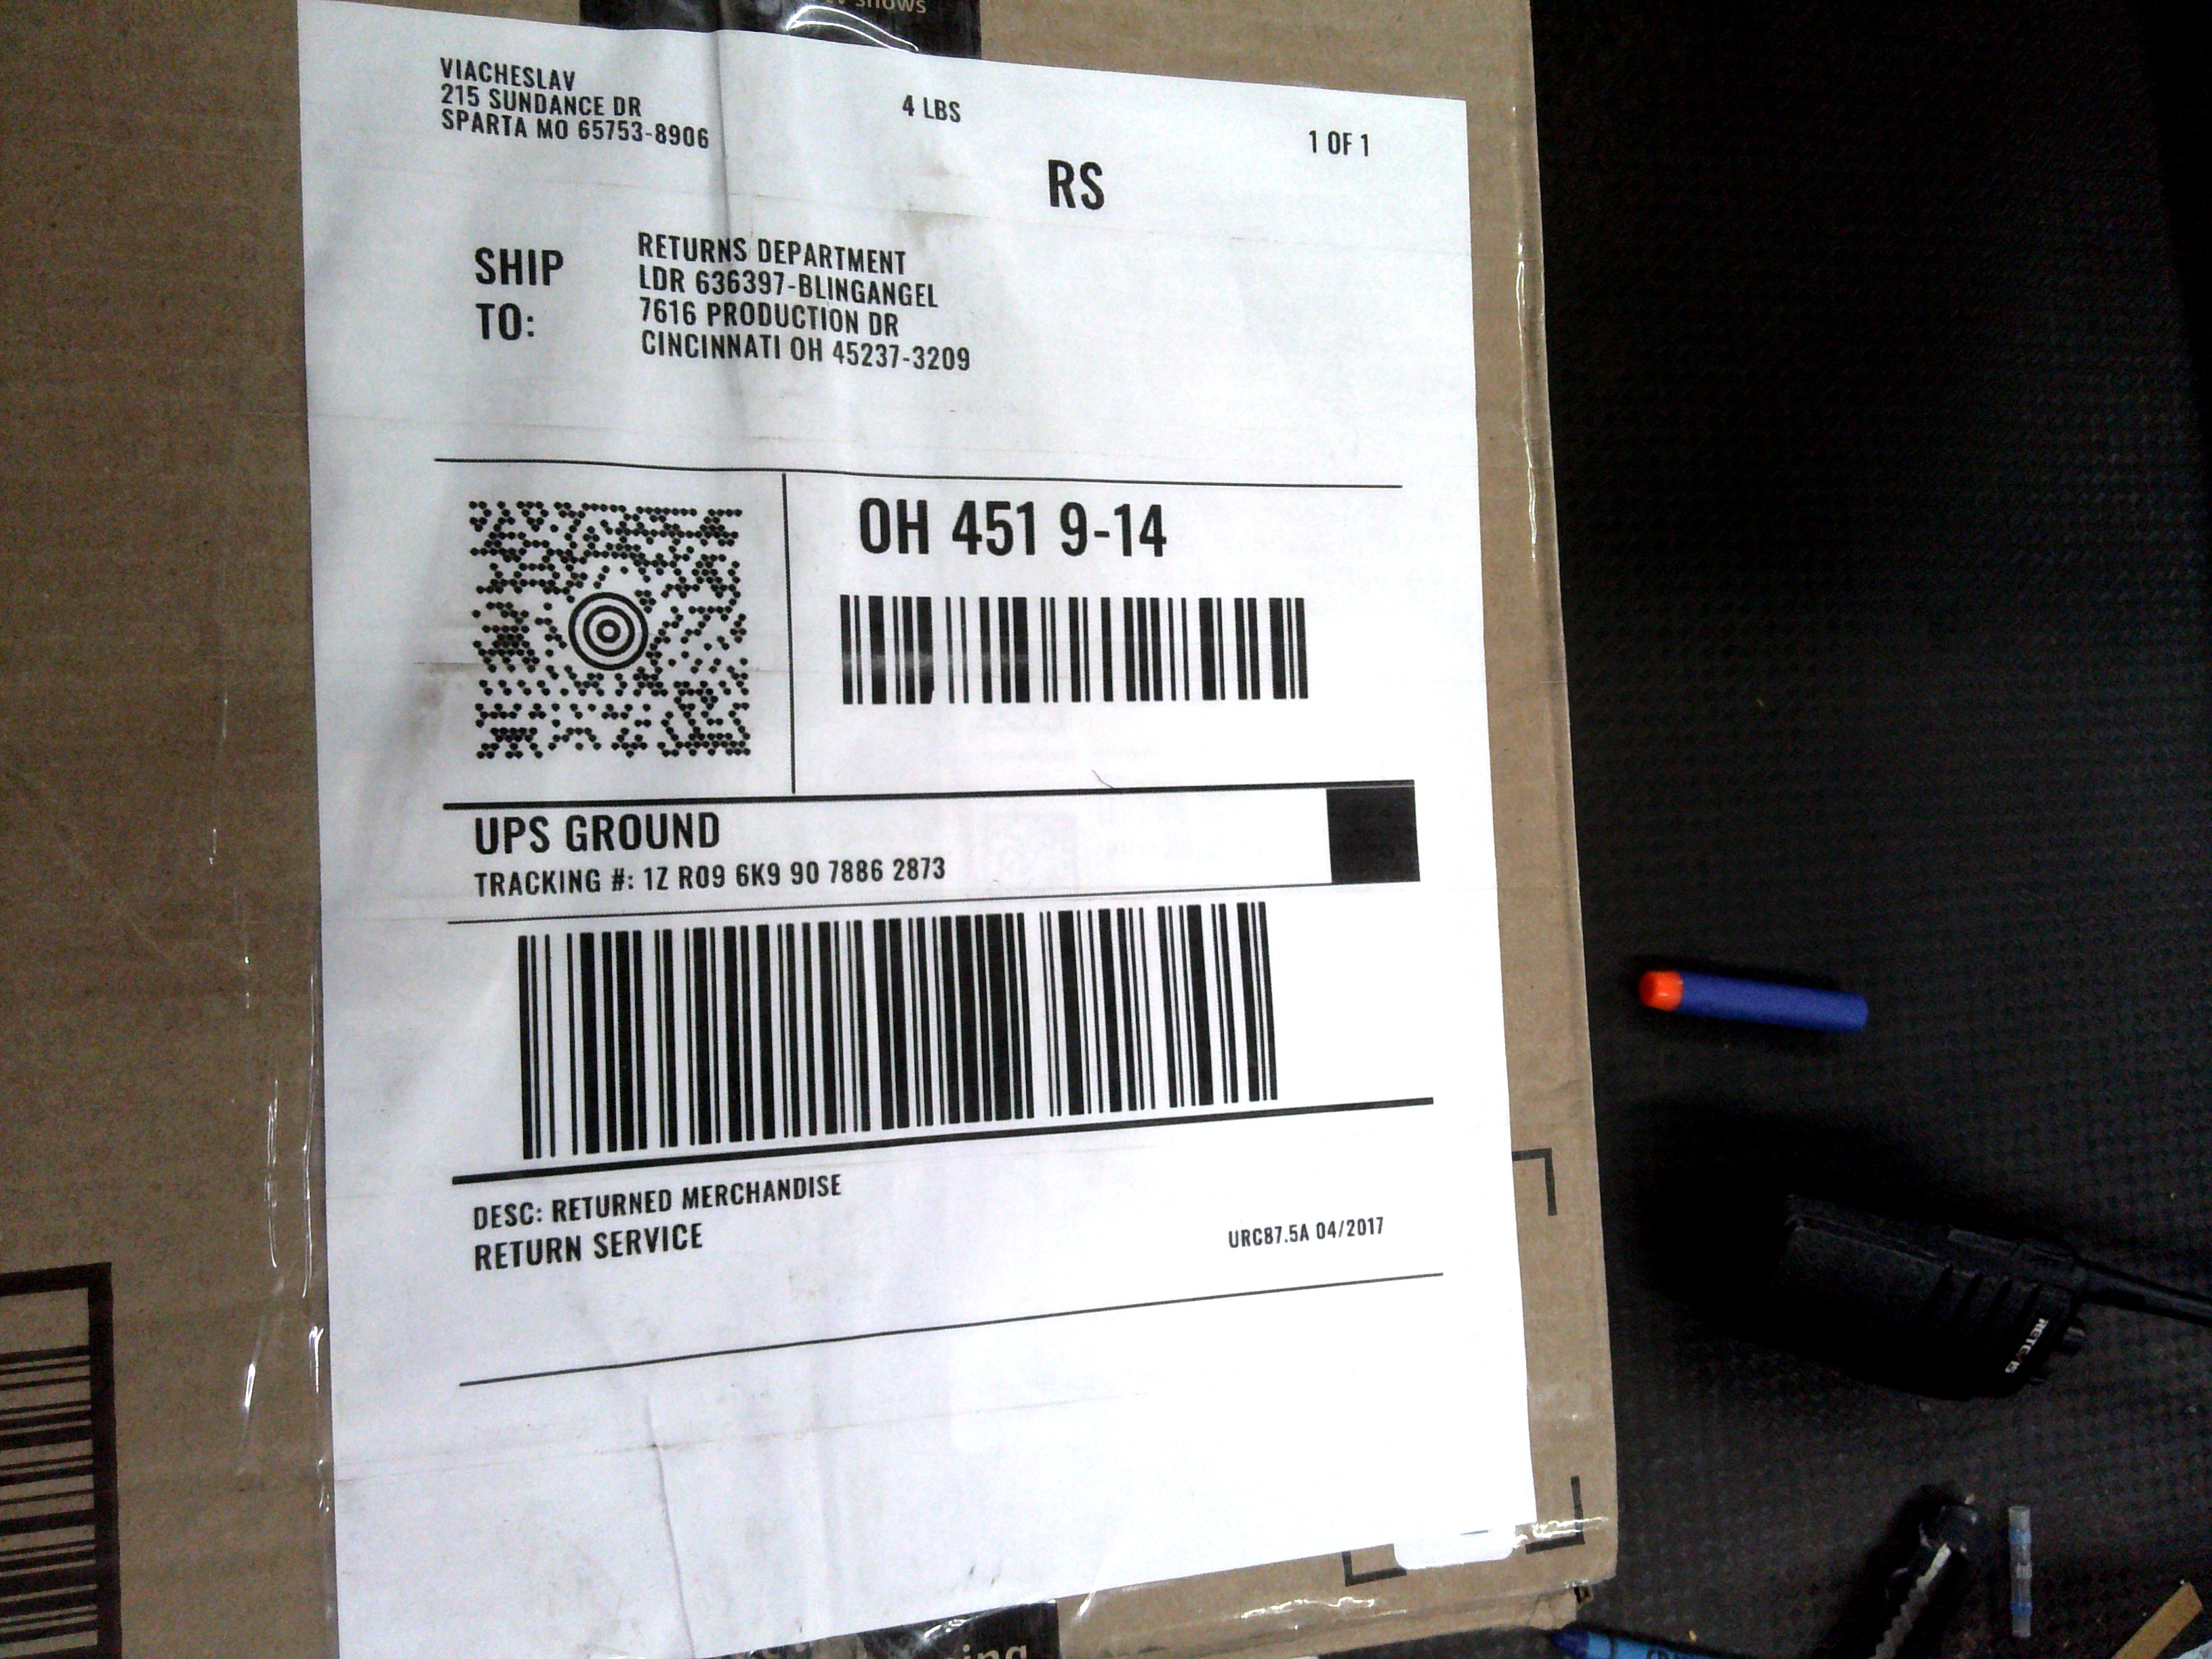 VIACHESLAV
215 SUNDANCE DR
SPARTA MO 65753-8906
4 LBS
1 OF 1
RS
SHIP
TO:
RETURNS DEPARTMENT
LDR 636397-BLINGANGEL
7616 PRODUCTION DR
CINCINNATI OH 45237-3209
OH 451 9-14
UPS GROUND
TRACKING #: 1Z R09 6K9 90 7886 2873
DESC: RETURNED MERCHANDISE
RETURN SERVICE
URC87.5A 04/2017
RETEVIS